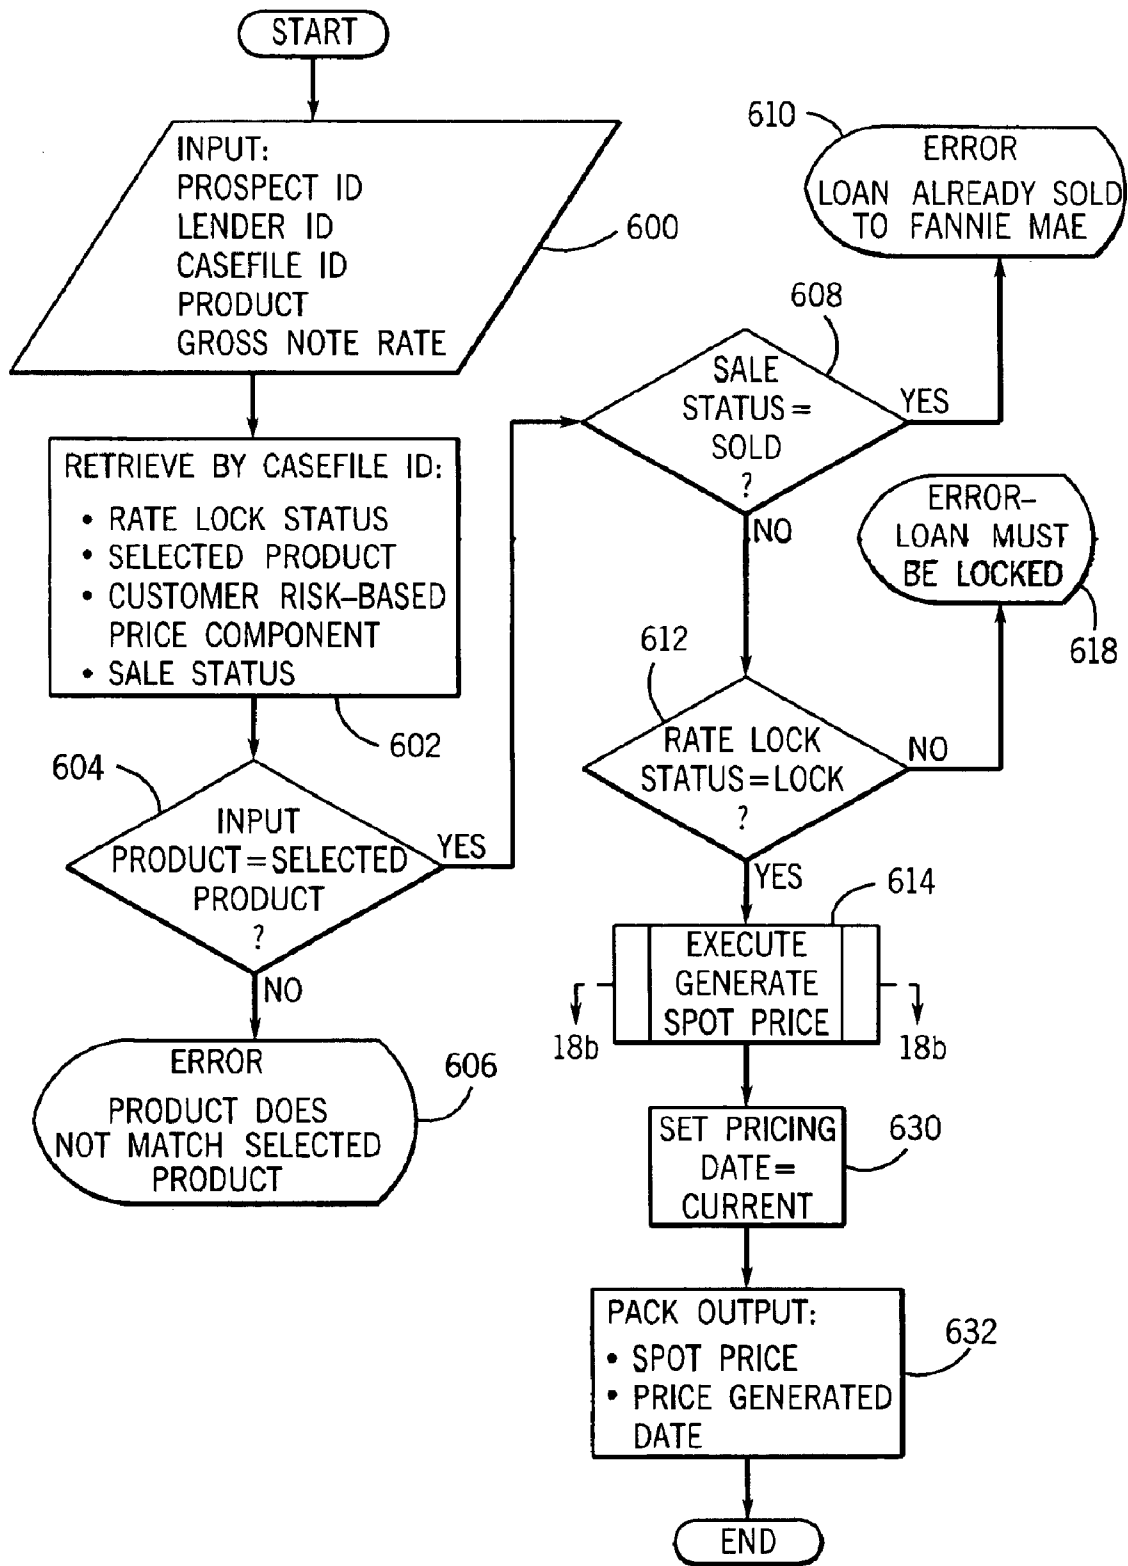 START
INPUT:
PROSPECT ID
LENDER ID
CASEFILE ID
PRODUCT
GROSS NOTE RATE
600
RETRIEVE BY CASEFILE ID:
• RATE LOCK STATUS
• SELECTED PRODUCT
• CUSTOMER RISK–BASED
PRICE COMPONENT
• SALE STATUS
602
604
INPUT
PRODUCT=SELECTED
PRODUCT
?
YES
NO
ERROR
PRODUCT DOES
NOT MATCH SELECTED
PRODUCT
606
608
SALE
STATUS=
SOLD
?
YES
NO
610
ERROR
LOAN ALREADY SOLD
TO FANNIE MAE
612
RATE LOCK
STATUS=LOCK
?
NO
YES
ERROR–
LOAN MUST
BE LOCKED
618
614
EXECUTE
GENERATE
SPOT PRICE
18b
18b
SET PRICING
DATE=
CURRENT
630
PACK OUTPUT:
• SPOT PRICE
• PRICE GENERATED
DATE
632
END